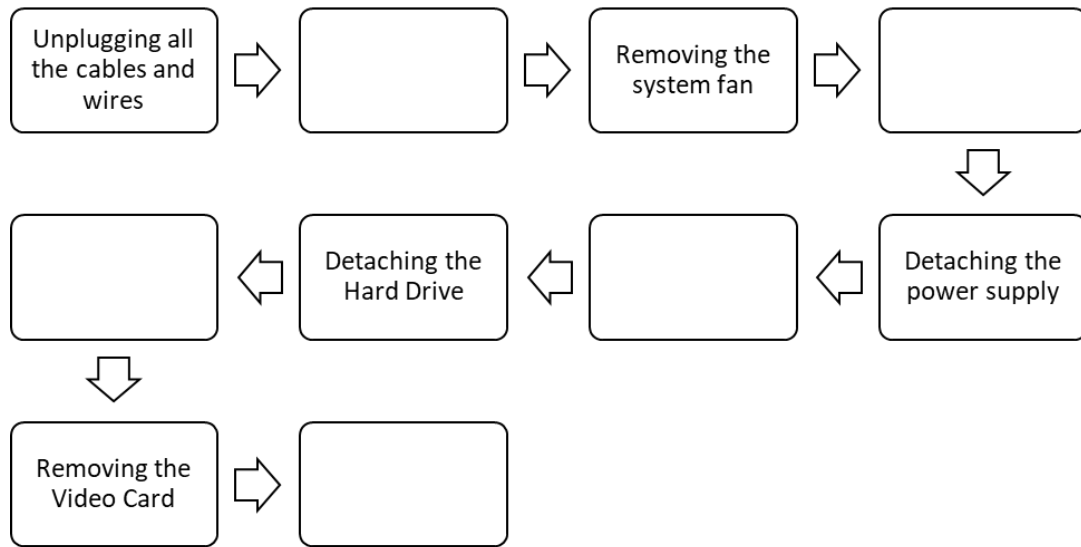 Unplugging all
the cables and
wires
Removing the
system fan
Detaching the
power supply
Detaching the
Hard Drive
Removing the
Video Card